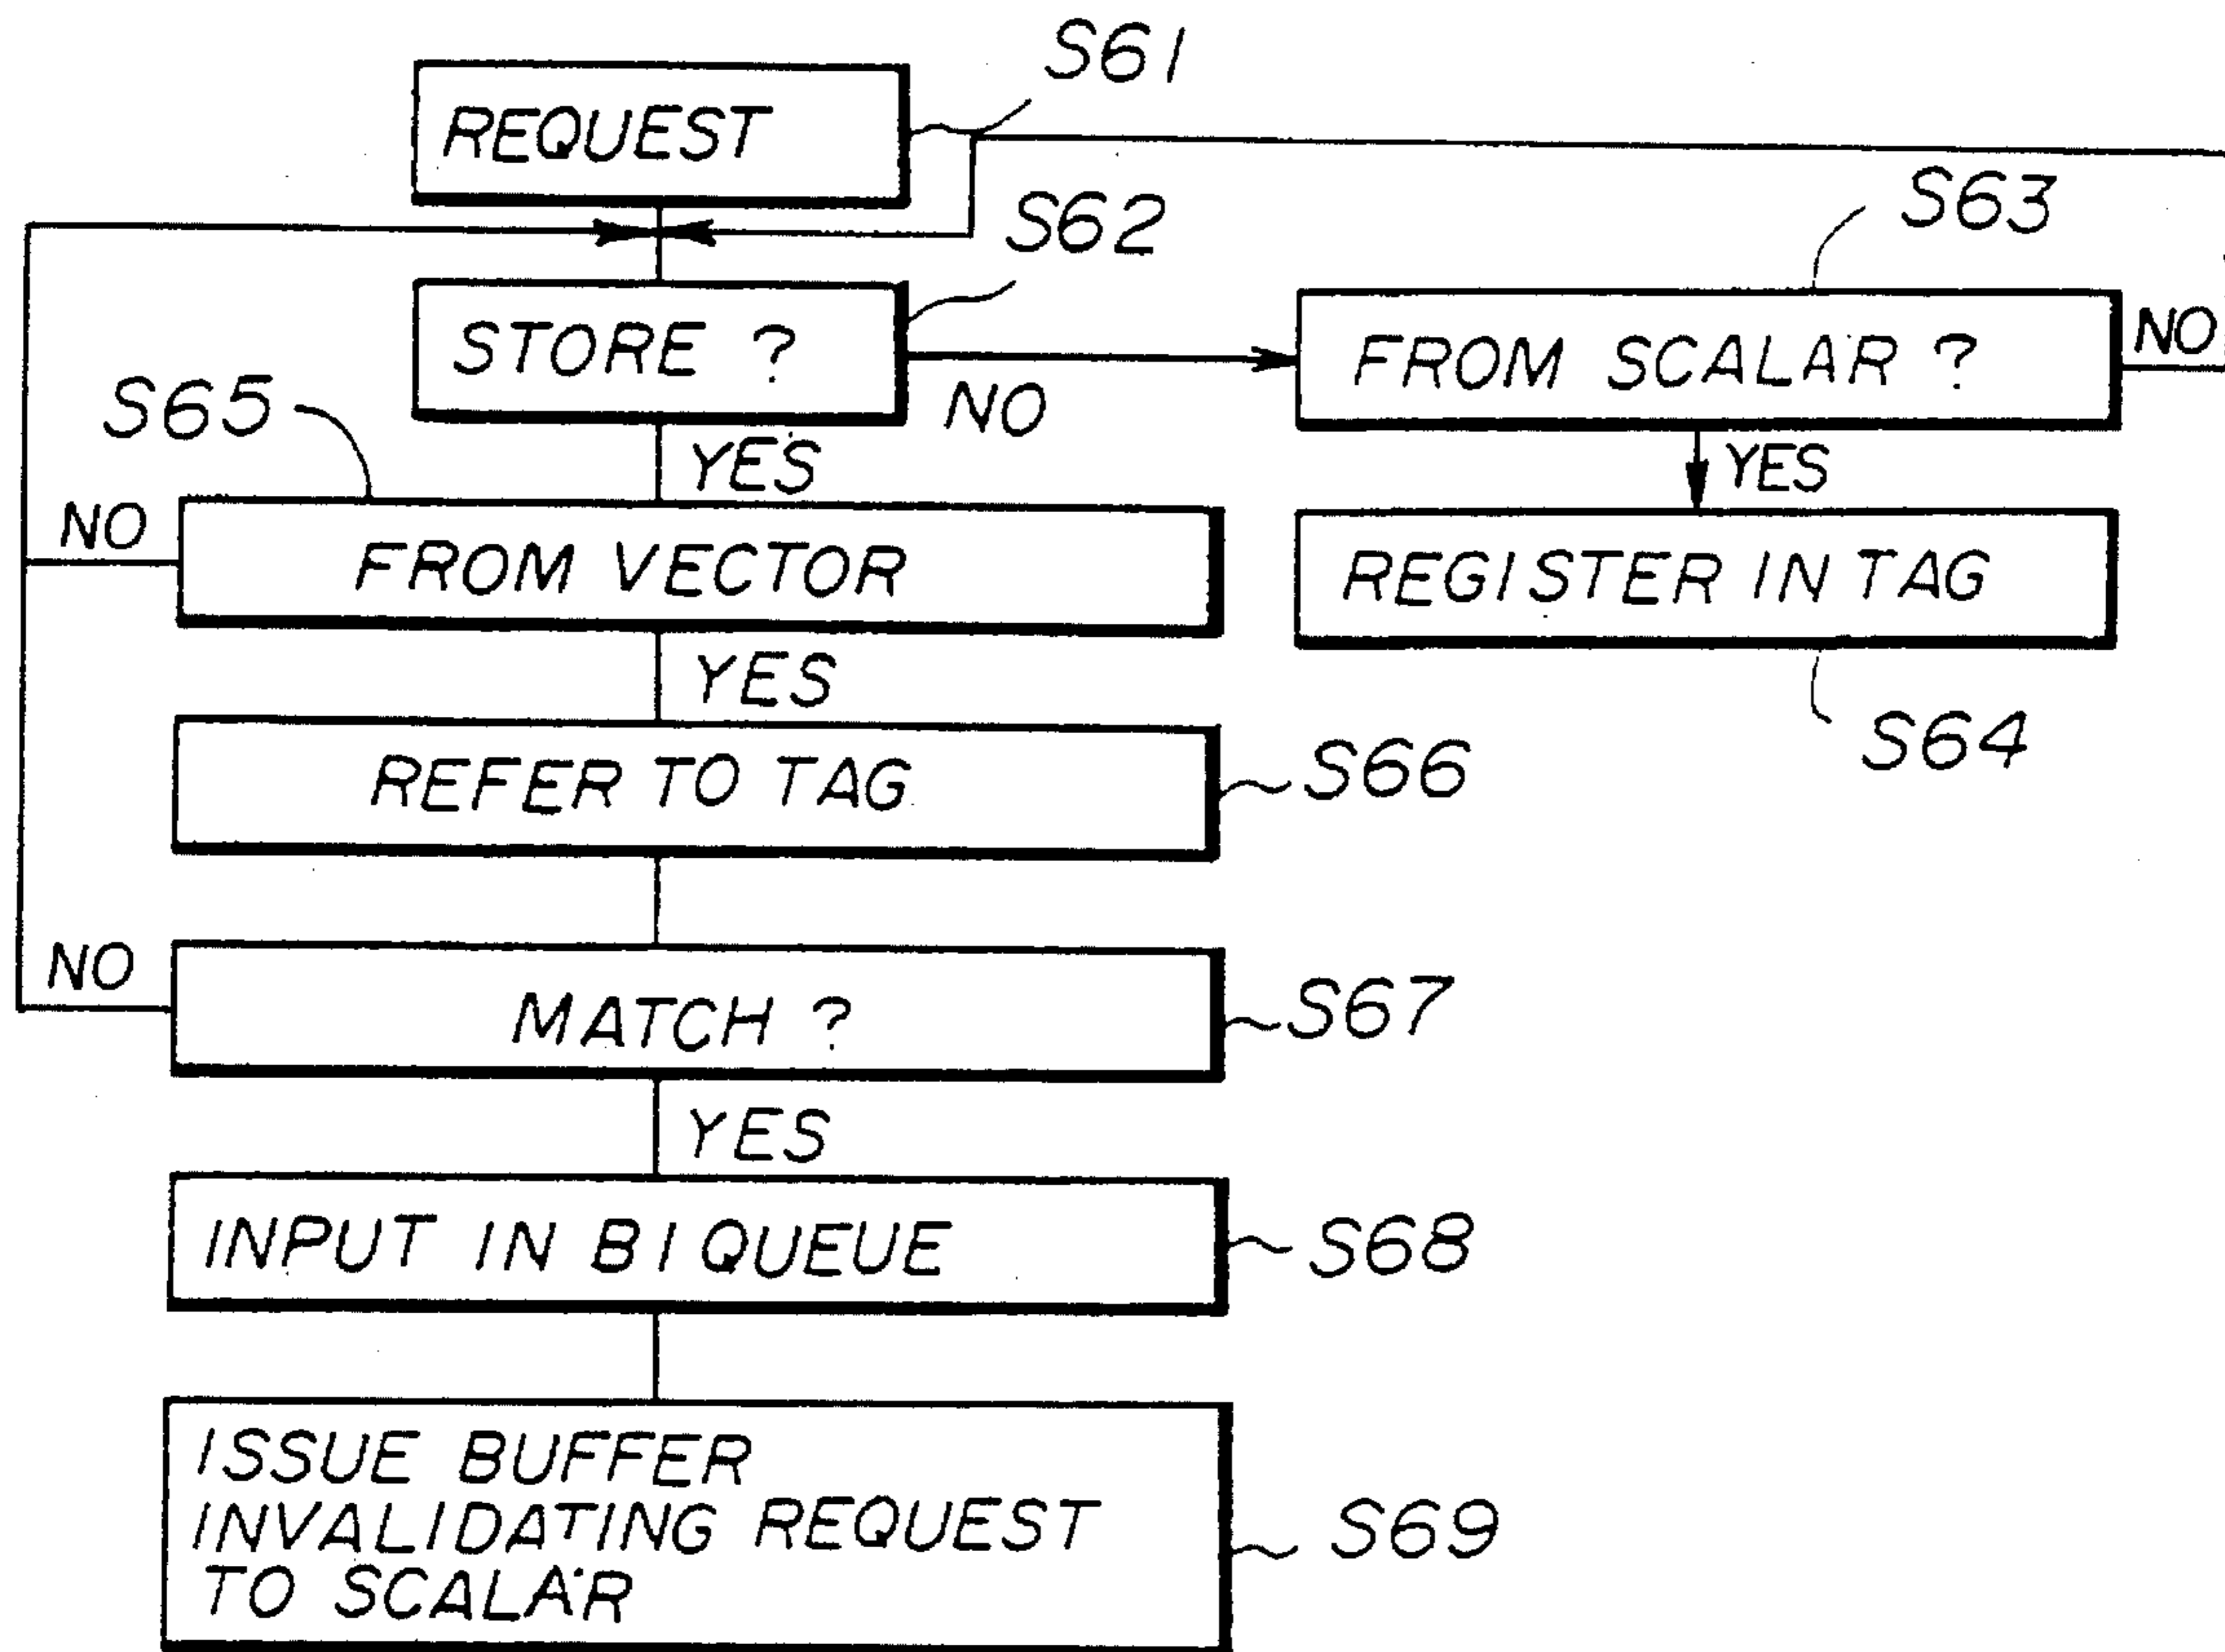 S61
REQUEST
S62
S63
STORE ?
NO
FROM SCALAR ?
NO
S65
YES
YES
NO
FROM VECTOR
REGISTER IN TAG
YES
S64
REFER TO TAG
S66
NO
MATCH ?
S67
YES
INPUT IN BI QUEUE
S68
ISSUE BUFFER
INVALIDATING REQUEST
TO SCALAR
S69